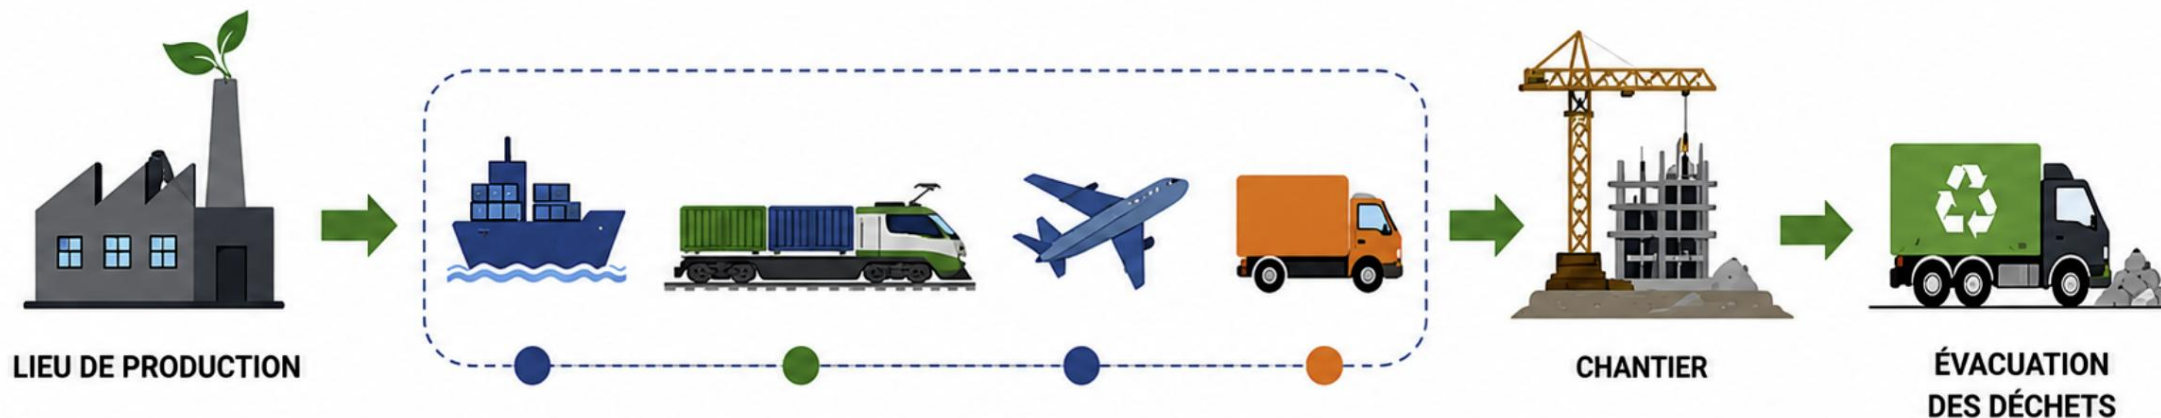 LIEU DE PRODUCTION
CHANTIER
ÉVACUATION
DES DÉCHETS